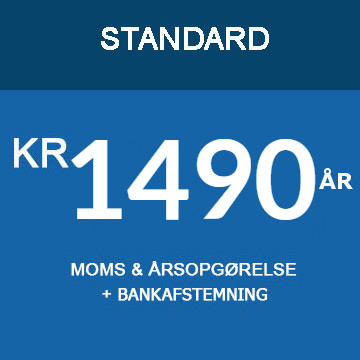 STANDARD
KR 1490 ÅR
MOMS & ÅRSOPGØRELSE
+ BANKAFSTEMNING